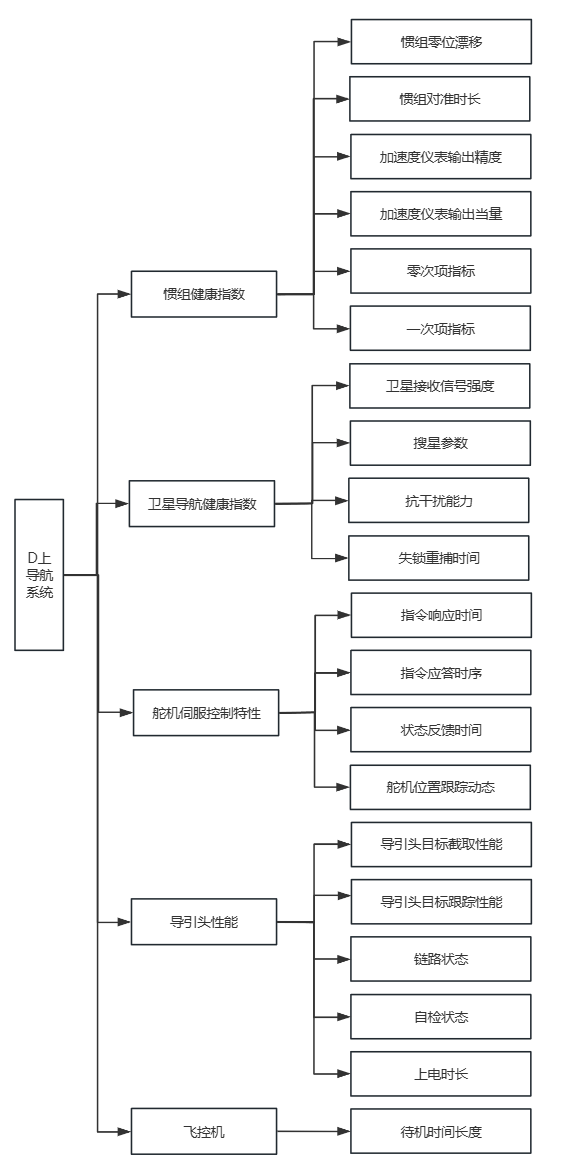 D上
导航
系统
惯组健康指数
惯组零位漂移
惯组对准时长
加速度仪表输出精度
加速度仪表输出当量
零次项指标
一次项指标
卫星导航健康指数
卫星接收信号强度
搜星参数
抗干扰能力
失锁重捕时间
舵机伺服控制特性
指令响应时间
指令应答时序
状态反馈时间
舵机位置跟踪动态
导引头性能
导引头目标截取性能
导引头目标跟踪性能
链路状态
自检状态
上电时长
飞控机
待机时间长度